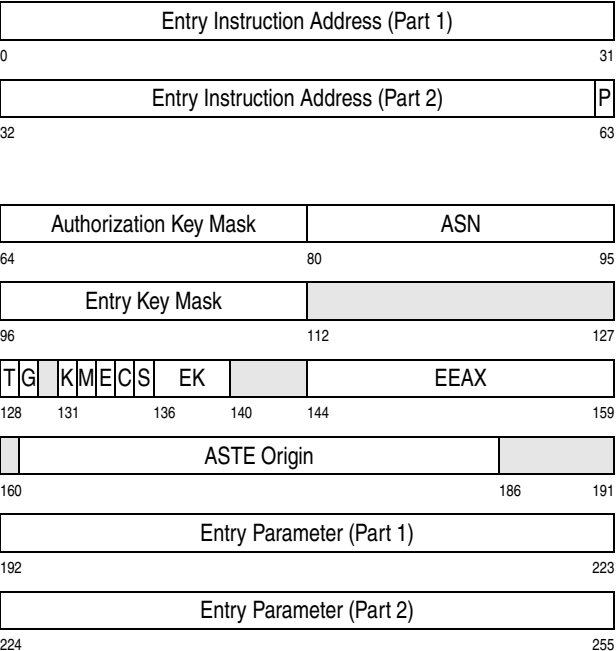 Entry Instruction Address (Part 1)
0 31
Entry Instruction Address (Part 2) P
32 63
Authorization Key Mask ASN
64 80 95
Entry Key Mask
96 112 127
T G K M E C S EK EEAX
128 131 136 140 144 159
ASTE Origin
160 186 191
Entry Parameter (Part 1)
192 223
Entry Parameter (Part 2)
224 255